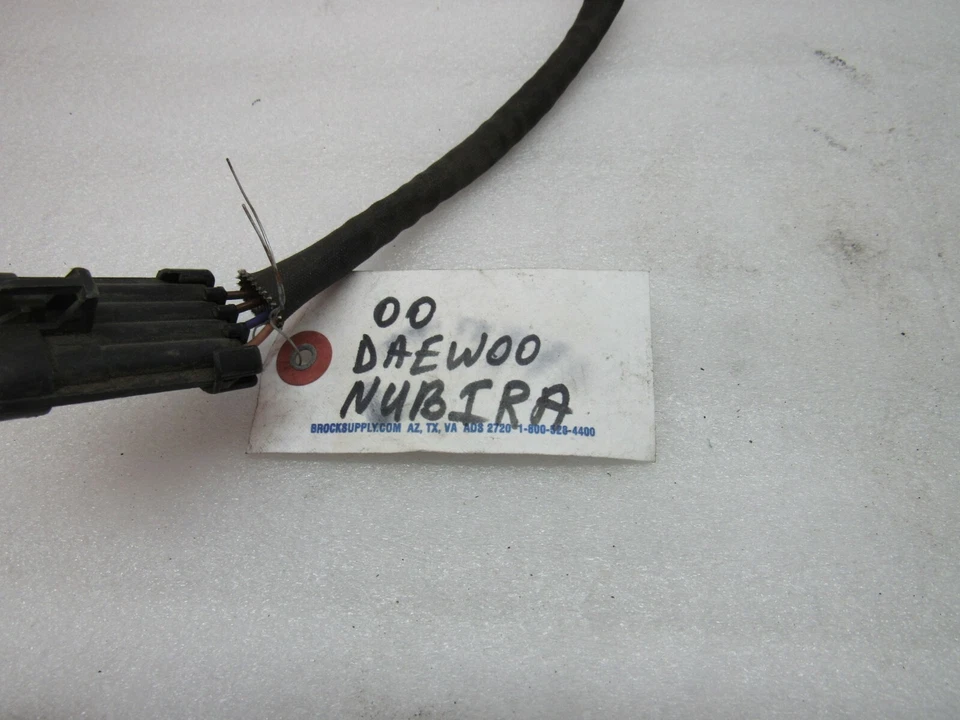 00
DAEWOO
NUBIRA
BROCKSUPPLY.COM AZ, TX, VA ADS 2720 1-800-528-4400